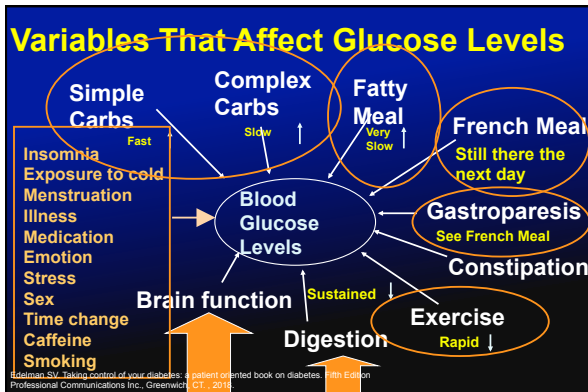 Variables That Affect Glucose Levels
Simple
Carbs
Fast
Complex
Carbs
Slow
Fatty
Meal
Very
Slow
French Meal
Still there the
next day
Insomnia
Exposure to cold
Menstruation
Illness
Medication
Emotion
Stress
Sex
Time change
Caffeine
Smoking
Blood
Glucose
Levels
Gastroparesis
See French Meal
Constipation
Brain function
Sustained
Digestion
Exercise
Rapid
Edelman SV. Taking control of your diabetes: a patient oriented book on diabetes. Fifth Edition
Professional Communications Inc., Greenwich, CT. , 2018.